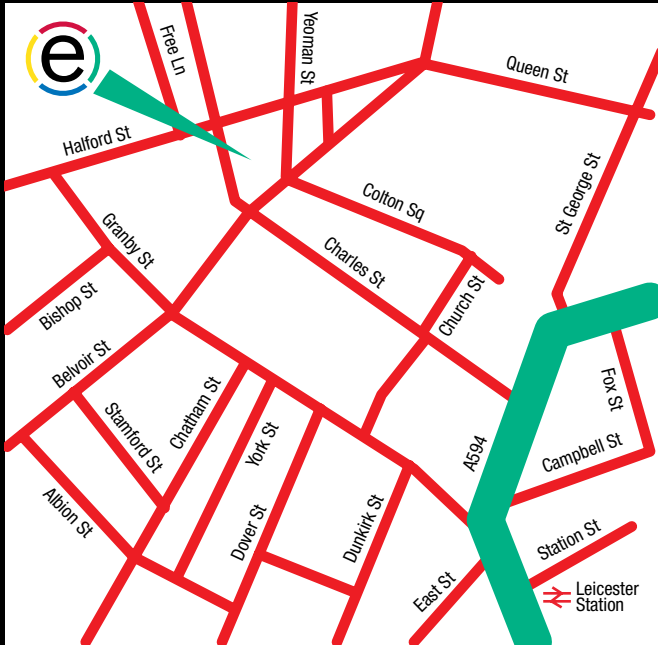 e
Free Ln
Yeoman St
Queen St
Halford St
St George St
Colton Sq
Granby St
Charles St
Church St
Bishop St
Belvoir St
Chatham St
Fox St
Stamford St
York St
A594
Campbell St
Albion St
Dover St
Dunkirk St
Station St
East St
Leicester
Station